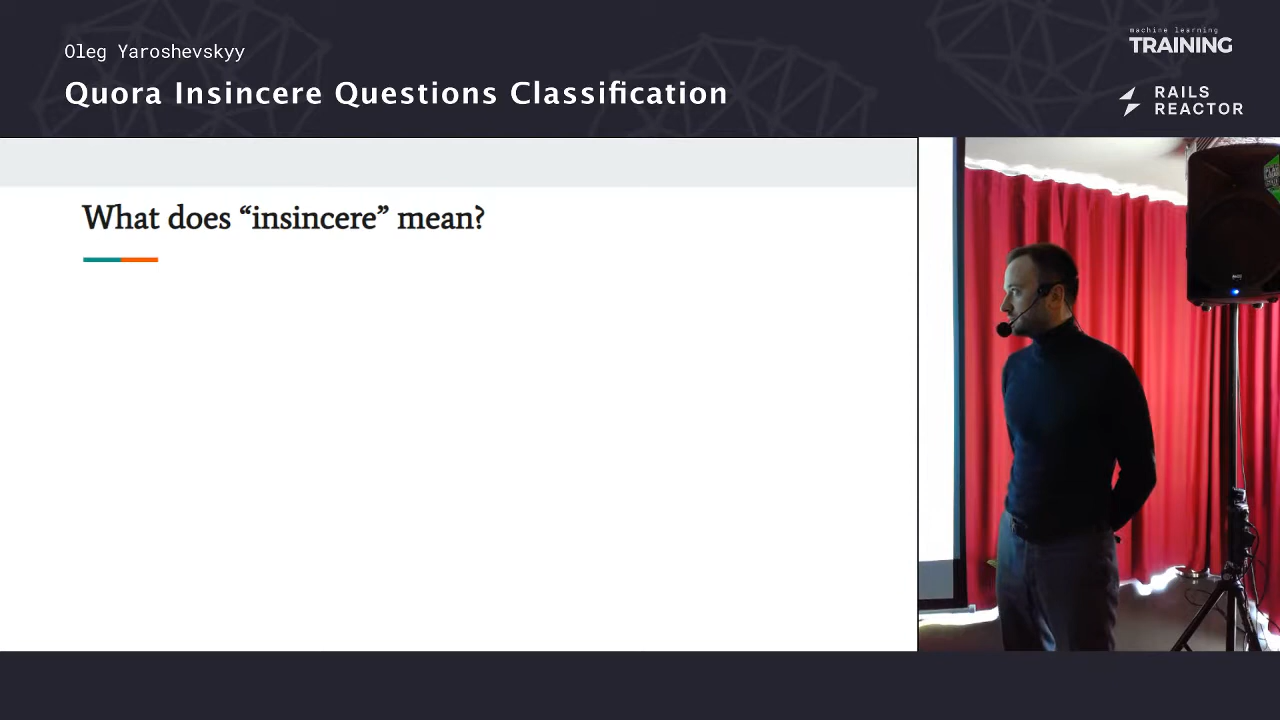 Oleg Yaroshevskyy
Quora Insincere Questions Classification
machine learning
TRAINING
RAILS
REACTOR
What does “insincere” mean?